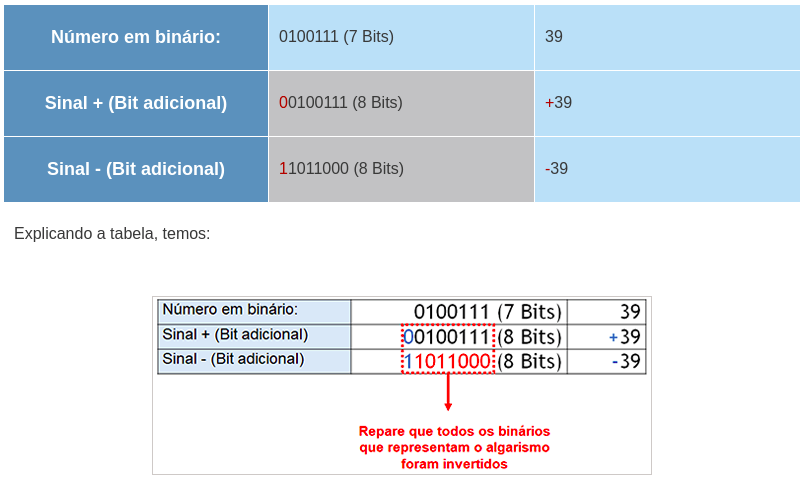 Número em binário: 0100111 (7 Bits) 39
Sinal + (Bit adicional) 00100111 (8 Bits) +39
Sinal - (Bit adicional) 11011000 (8 Bits) -39
Explicando a tabela, temos:
Número em binário: 0100111 (7 Bits) 39
Sinal + (Bit adicional) 00100111 (8 Bits) +39
Sinal - (Bit adicional) 11011000 (8 Bits) -39
Repare que todos os binários
que representam o algarismo
foram invertidos